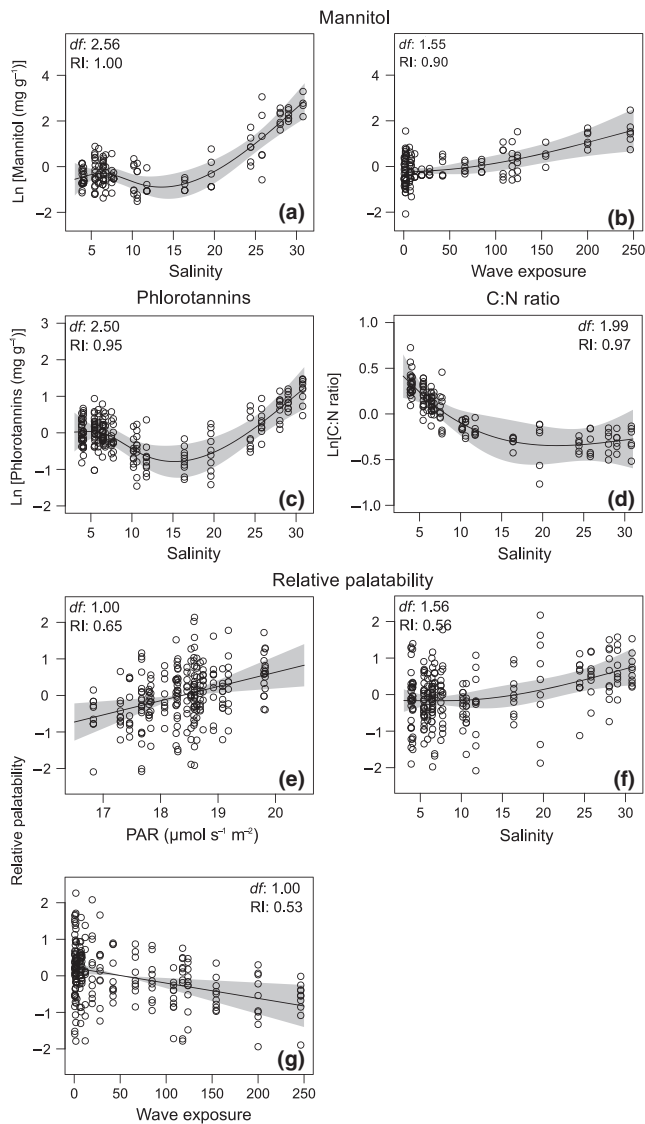 Mannitol
df: 2.56
RI: 1.00
Ln [Mannitol (mg g⁻¹)]
4
2
0
−2
5 10 15 20 25 30
Salinity
(a)
df: 1.55
RI: 0.90
4
2
0
−2
0 50 100 150 200 250
Wave exposure
(b)
Phlorotannins
df: 2.50
RI: 0.95
Ln [Phlorotannins (mg g⁻¹)]
3
2
1
0
−1
−2
5 10 15 20 25 30
Salinity
(c)
C:N ratio
df: 1.99
RI: 0.97
Ln[C:N ratio]
1.0
0.5
0.0
−0.5
−1.0
5 10 15 20 25 30
Salinity
(d)
Relative palatability
Relative palatability
df: 1.00
RI: 0.65
2
1
0
−1
−2
17 18 19 20
PAR (µmol s⁻¹ m⁻²)
(e)
df: 1.56
RI: 0.56
2
1
0
−1
−2
5 10 15 20 25 30
Salinity
(f)
df: 1.00
RI: 0.53
2
1
0
−1
−2
0 50 100 150 200 250
Wave exposure
(g)